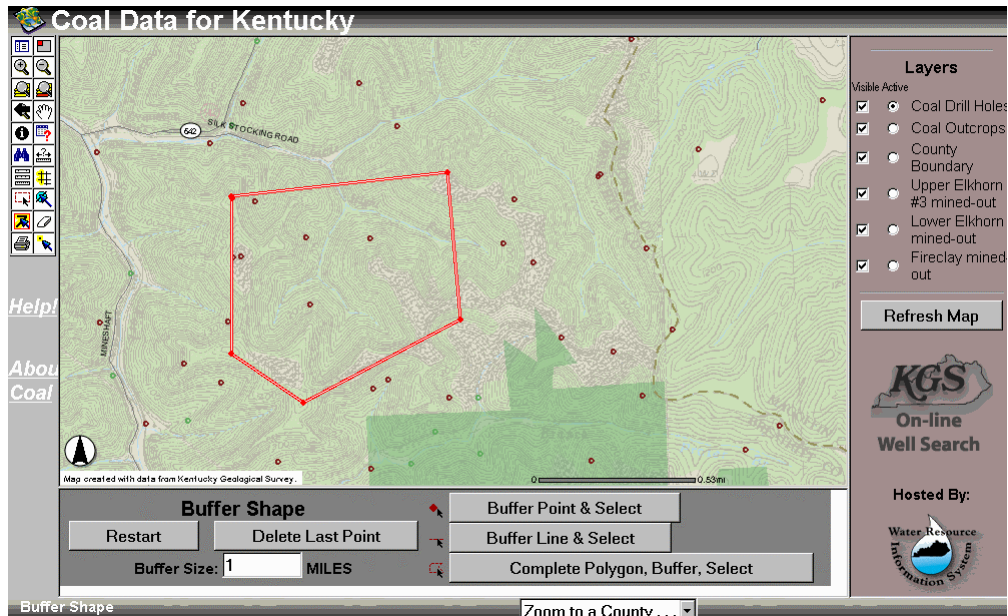 Coal Data for Kentucky
642
SILK STOCKING ROAD
MINESHAFT
Map created with data from Kentucky Geological Survey.
0
0.53mi
Help!
Abou
Coal
Layers
Visible Active
Coal Drill Holes
Coal Outcrops
County
Boundary
Upper Elkhorn
#3 mined-out
Lower Elkhorn
mined-out
Fireclay mined-
out
Refresh Map
KGS
On-line
Well Search
Hosted By:
Water Resource
Information System
Buffer Shape
Restart
Delete Last Point
Buffer Size: 1 MILES
Buffer Point & Select
Buffer Line & Select
Complete Polygon, Buffer, Select
Buffer Shape
Zoom to a County . . .